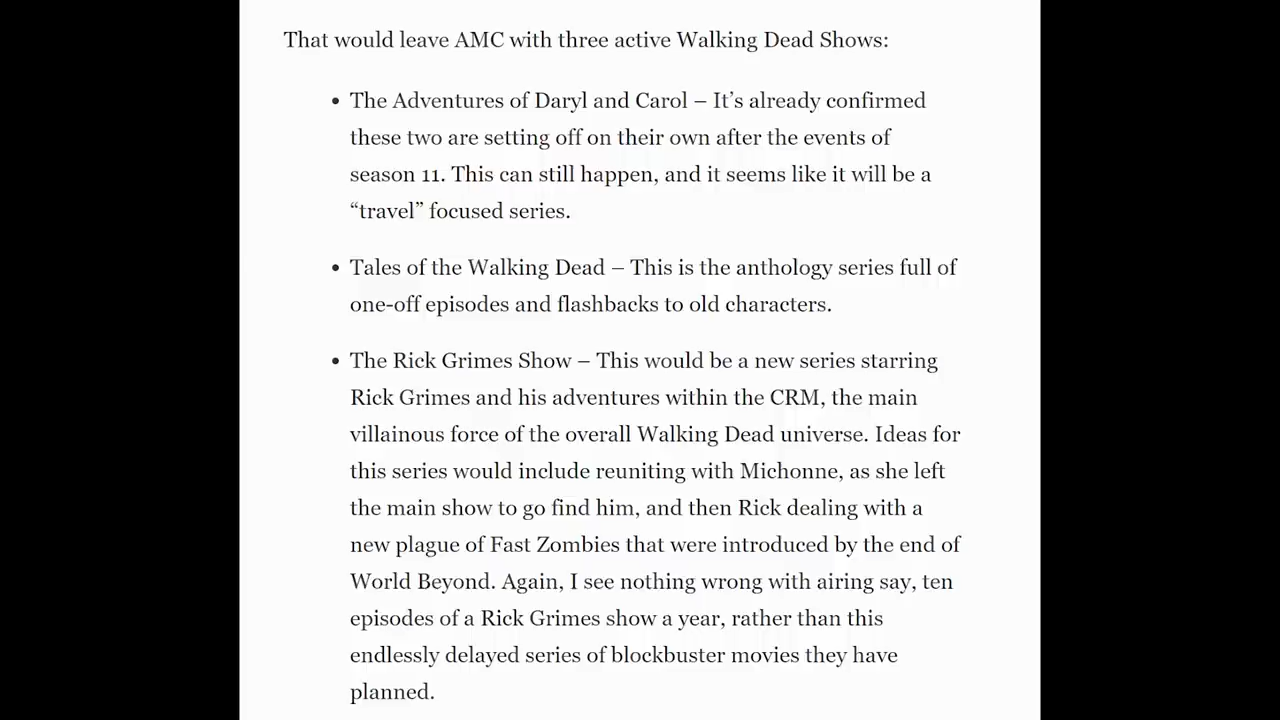 That would leave AMC with three active Walking Dead Shows:
• The Adventures of Daryl and Carol – It’s already confirmed
these two are setting off on their own after the events of
season 11. This can still happen, and it seems like it will be a
“travel” focused series.
• Tales of the Walking Dead – This is the anthology series full of
one-off episodes and flashbacks to old characters.
• The Rick Grimes Show – This would be a new series starring
Rick Grimes and his adventures within the CRM, the main
villainous force of the overall Walking Dead universe. Ideas for
this series would include reuniting with Michonne, as she left
the main show to go find him, and then Rick dealing with a
new plague of Fast Zombies that were introduced by the end of
World Beyond. Again, I see nothing wrong with airing say, ten
episodes of a Rick Grimes show a year, rather than this
endlessly delayed series of blockbuster movies they have
planned.